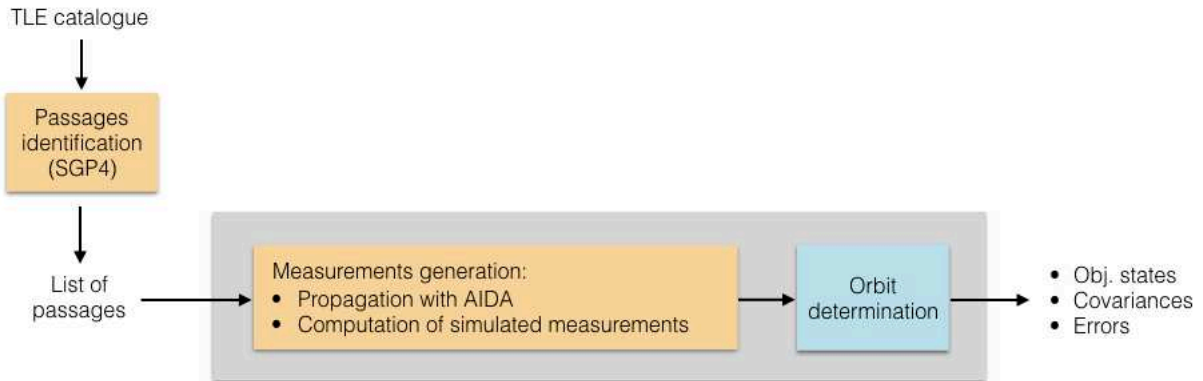 TLE catalogue
Passages
identification
(SGP4)
List of
passages
Measurements generation:
• Propagation with AIDA
• Computation of simulated measurements
Orbit
determination
• Obj. states
• Covariances
• Errors